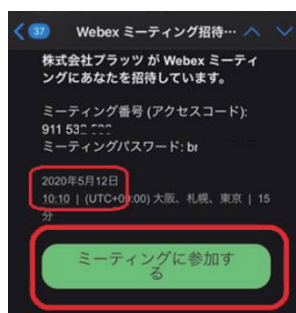 37
Webex ミーティング招待…
株式会社プラッツ が Webex ミーティ
ングにあなたを招待しています。
ミーティング番号 (アクセスコード):
911
ミーティングパスワード:
2020年5月12日
10:10 | (UTC+09:00) 大阪、札幌、東京 | 15
分
ミーティングに参加す
る